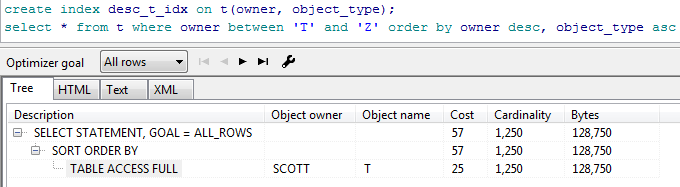 create index desc_t_idx on t(owner, object_type);
select * from t where owner between 'T' and 'Z' order by owner desc, object_type asc
Optimizer goal All rows
Tree HTML Text XML
Description Object owner Object name Cost Cardinality Bytes
SELECT STATEMENT, GOAL = ALL_ROWS 57 1,250 128,750
SORT ORDER BY 57 1,250 128,750
TABLE ACCESS FULL SCOTT T 25 1,250 128,750